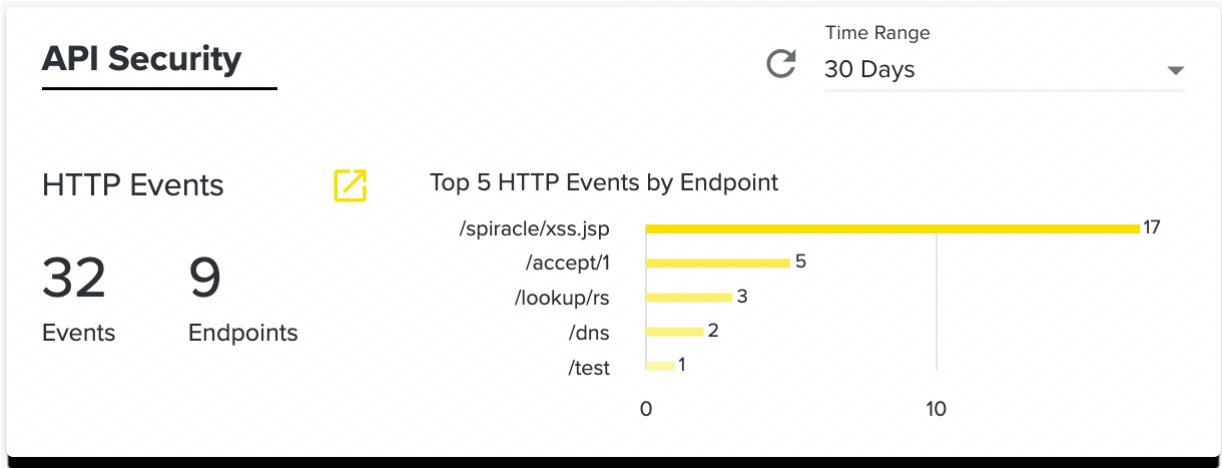 API Security
Time Range
30 Days
HTTP Events
32
Events
9
Endpoints
Top 5 HTTP Events by Endpoint
/spiracle/xss.jsp 17
/accept/1 5
/lookup/rs 3
/dns 2
/test 1
0 10